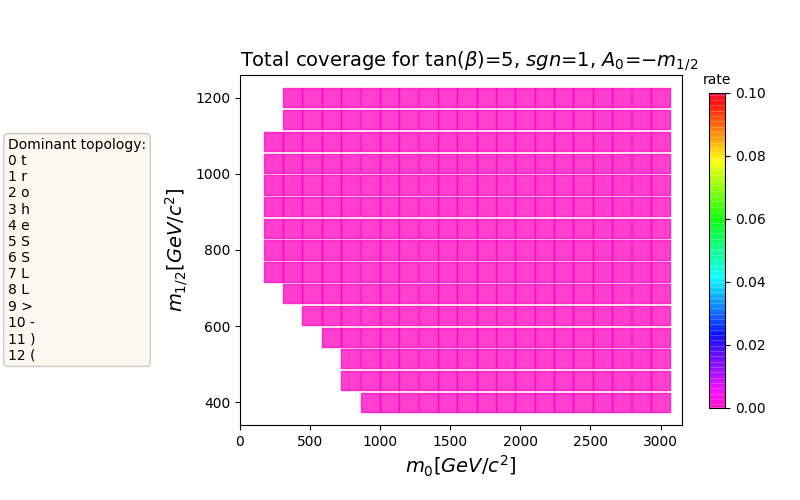 Total coverage for tan(β)=5, sgn=1, A₀=−m₁/₂
rate
Dominant topology:
0 t
1 r
2 o
3 h
4 e
5 S
6 S
7 L
8 L
9 >
10 -
11 )
12 (
m₁/₂[GeV/c²]
1200
1000
800
600
400
0 500 1000 1500 2000 2500 3000
m₀[GeV/c²]
0.10
0.08
0.06
0.04
0.02
0.00